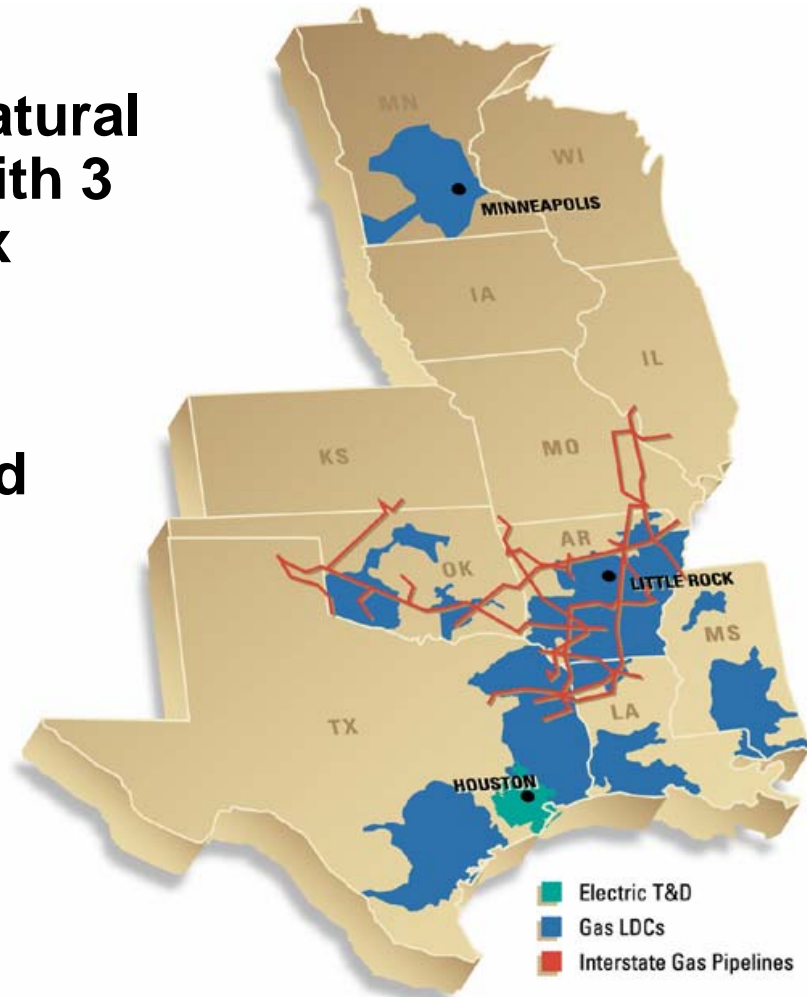 atural
ith 3
x
d
MN
WI
MINNEAPOLIS
IA
IL
KS
MO
OK
AR
LITTLE ROCK
MS
TX
LA
HOUSTON
Electric T&D
Gas LDCs
Interstate Gas Pipelines